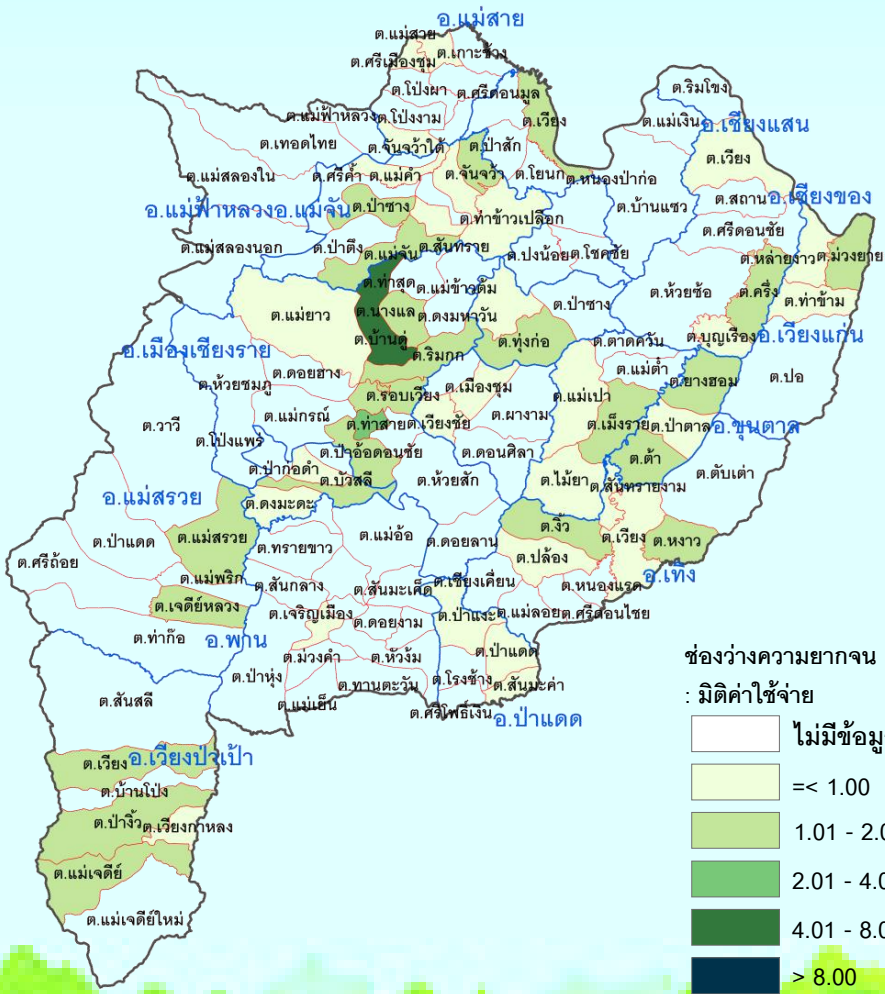 อ.แม่สาย
ต.แม่สาย
ต.เกาะช้าง
ต.ศรีเมืองชุม
ต.ริมโขง
ต.โป่งผา
ต.ศรีดอนมูล
ต.แม่ฟ้าหลวง
ต.โป่งงาม
ต.เวียง
ต.แม่เงิน
อ.เชียงแสน
ต.เทอดไทย
ต.จันจว้าใต้
ต.ป่าสัก
ต.เวียง
ต.แม่สลองใน
ต.ศรีค้ำ
ต.แม่คำ
ต.จันจว้า
ต.โยนก
ต.หนองป่าก่อ
ต.สถาน
อ.เชียงของ
อ.แม่ฟ้าหลวง
อ.แม่จัน
ต.ป่าซาง
ต.ท่าข้าวเปลือก
ต.บ้านแซว
ต.ศรีดอนชัย
ต.แม่สลองนอก
ต.ป่าตึง
ต.แม่จัน
ต.สันทราย
ต.ปงน้อย
ต.โชคชัย
ต.หล่ายงาว
ต.ม่วงยาย
ต.ท่าสุด
ต.แม่ข้าวต้ม
ต.ห้วยซ้อ
ต.ครึ่ง
ต.ท่าข้าม
ต.แม่ยาว
ต.นางแล
ต.ดงมหาวัน
ต.ป่าซาง
อ.เมืองเชียงราย
ต.บ้านดู่
ต.ริมกก
ต.ทุ่งก่อ
ต.ตาดควัน
ต.บุญเรือง
อ.เวียงแก่น
ต.ดอยฮาง
ต.แม่ต๋ำ
ต.ยางฮอม
ต.ปอ
ต.ห้วยชมภู
ต.รอบเวียง
ต.เมืองชุม
ต.แม่เปา
ต.วาวี
ต.แม่กรณ์
ต.ท่าสาย
ต.เวียงชัย
ต.ผางาม
ต.เม็งราย
ต.ป่าตาล
อ.ขุนตาล
ต.โป่งแพร่
ต.ป่าอ้อดอนชัย
ต.ดอนศิลา
ต.ต้า
ต.ป่าก่อดำ
ต.บัวสลี
ต.ห้วยสัก
ต.ไม้ยา
ต.สันทรายงาม
ต.ตับเต่า
อ.แม่สรวย
ต.ดงมะดะ
ต.ป่าแดด
ต.แม่สรวย
ต.ทรายขาว
ต.แม่อ้อ
ต.ดอยลาน
ต.งิ้ว
ต.เวียง
ต.หงาว
ต.ศรีถ้อย
ต.ปล้อง
ต.แม่พริก
ต.สันกลาง
ต.สันมะเค็ด
ต.เชียงเคี่ยน
ต.หนองแรด
อ.เทิง
ต.เจดีย์หลวง
ต.เจริญเมือง
ต.ดอยงาม
ต.ป่าแงะ
ต.แม่ลอย
ต.ศรีดอนไชย
ต.ท่าก๊อ
อ.พาน
ต.ม่วงคำ
ต.หัวง้ม
ต.ป่าแดด
ต.ป่าหุ่ง
ต.ทานตะวัน
ต.โรงช้าง
ต.สันมะค่า
ต.สันสลี
ต.แม่เย็น
ต.ศรีโพธิ์เงิน
อ.ป่าแดด
ต.เวียง
อ.เวียงป่าเป้า
ต.บ้านโป่ง
ต.ป่างิ้ว
ต.เวียงกาหลง
ต.แม่เจดีย์
ต.แม่เจดีย์ใหม่
ช่องว่างความยากจน
: มิติค่าใช้จ่าย
ไม่มีข้อมู
=< 1.00
1.01 - 2.0
2.01 - 4.0
4.01 - 8.0
> 8.00